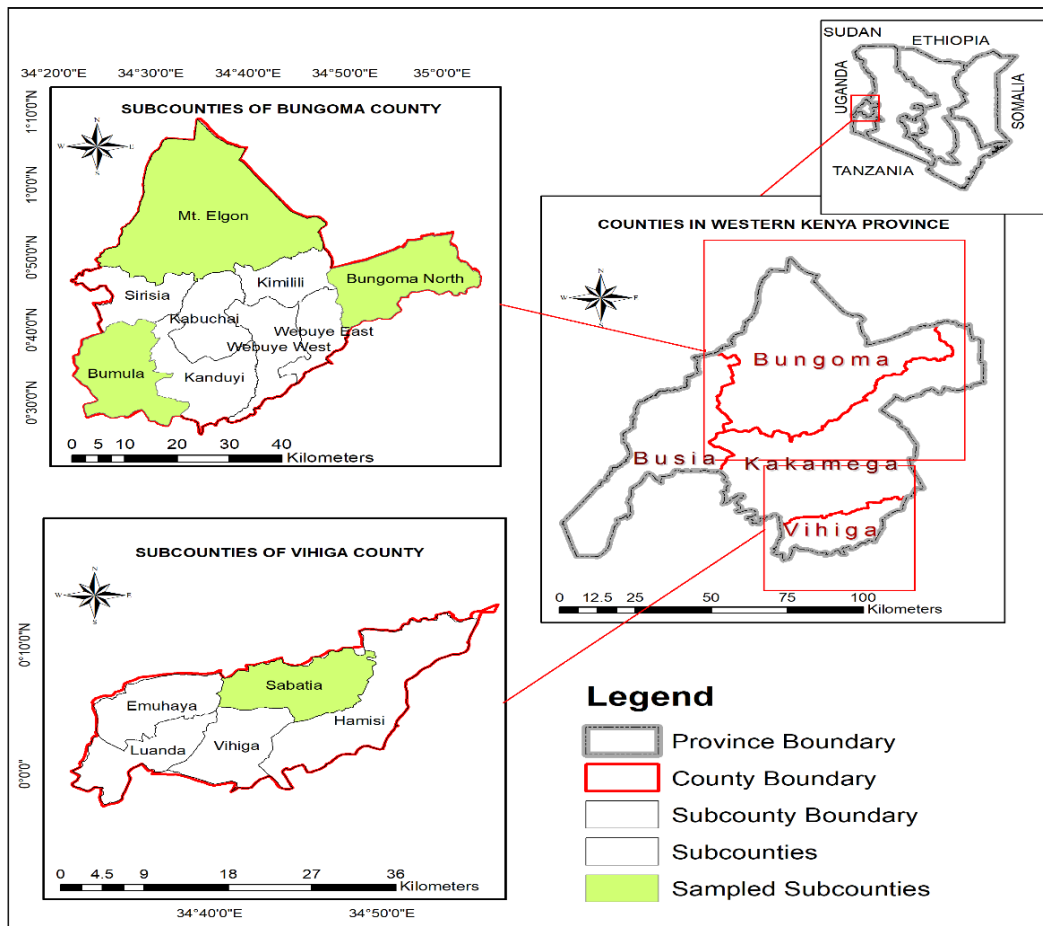 SUDAN
ETHIOPIA
UGANDA
SOMALIA
TANZANIA
34°20'0"E 34°30'0"E 34°40'0"E 34°50'0"E 35°0'0"E
SUBCOUNTIES OF BUNGOMA COUNTY
1°10'0"N
1°0'0"N
0°50'0"N
0°40'0"N
0°30'0"N
N
W E
S
Mt. Elgon
Bungoma North
Kimilili
Sirisia
Kabuchai
Webuye East
Webuye West
Bumula
Kanduyi
0 5 10 20 30 40
Kilometers
COUNTIES IN WESTERN KENYA PROVINCE
N
W E
S
Bungoma
Busia
Kakamega
Vihiga
0 12.5 25 50 75 100
Kilometers
SUBCOUNTIES OF VIHIGA COUNTY
N
W E
S
0°10'0"N
0°0'0"
Sabatia
Emuhaya
Hamisi
Luanda
Vihiga
0 4.5 9 18 27 36
Kilometers
34°40'0"E 34°50'0"E
Legend
Province Boundary
County Boundary
Subcounty Boundary
Subcounties
Sampled Subcounties